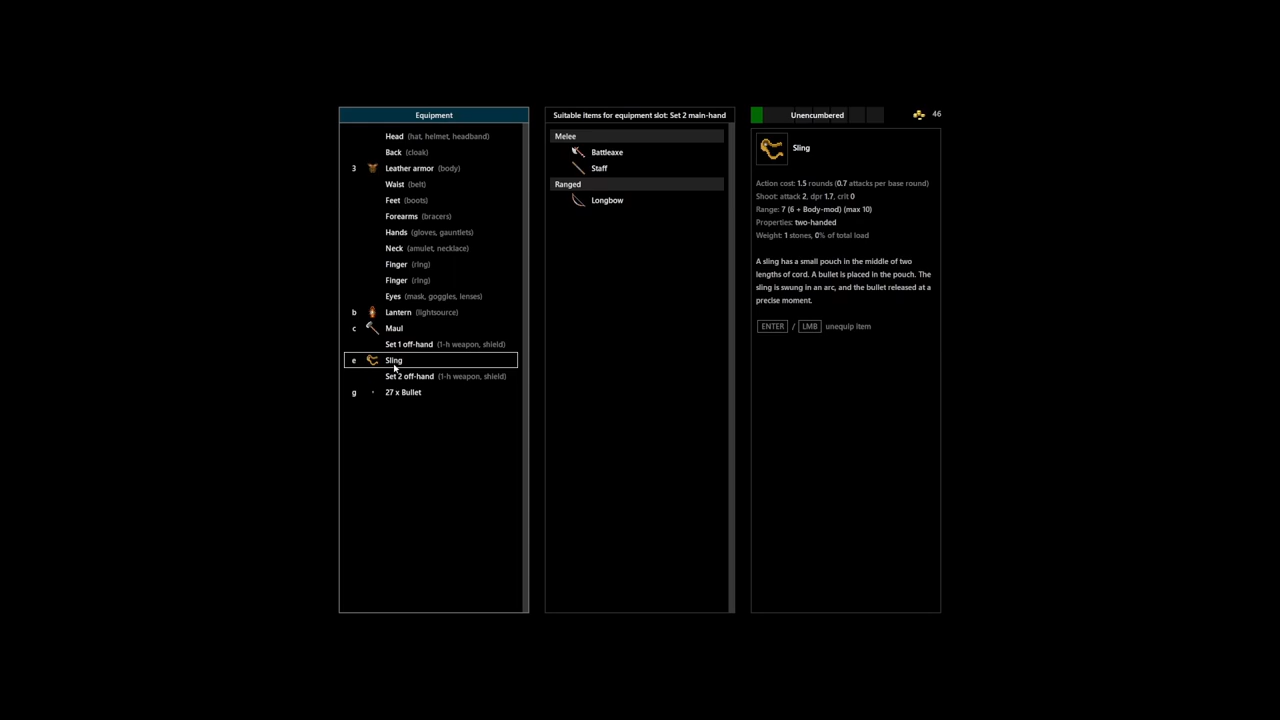 Equipment
Head (hat, helmet, headband)
Back (cloak)
3 Leather armor (body)
Waist (belt)
Feet (boots)
Forearms (bracers)
Hands (gloves, gauntlets)
Neck (amulet, necklace)
Finger (ring)
Finger (ring)
Eyes (mask, goggles, lenses)
b Lantern (lightsource)
c Maul
Set 1 off-hand (1-h weapon, shield)
e Sling
Set 2 off-hand (1-h weapon, shield)
g 27 x Bullet
Suitable items for equipment slot: Set 2 main-hand
Melee
Battleaxe
Staff
Ranged
Longbow
Unencumbered 46
Sling
Action cost: 1.5 rounds (0.7 attacks per base round)
Shoot: attack 2, dpr 1.7, crit 0
Range: 7 (6 + Body-mod) (max 10)
Properties: two-handed
Weight: 1 stones, 0% of total load
A sling has a small pouch in the middle of two
lengths of cord. A bullet is placed in the pouch. The
sling is swung in an arc, and the bullet released at a
precise moment.
ENTER / LMB unequip item